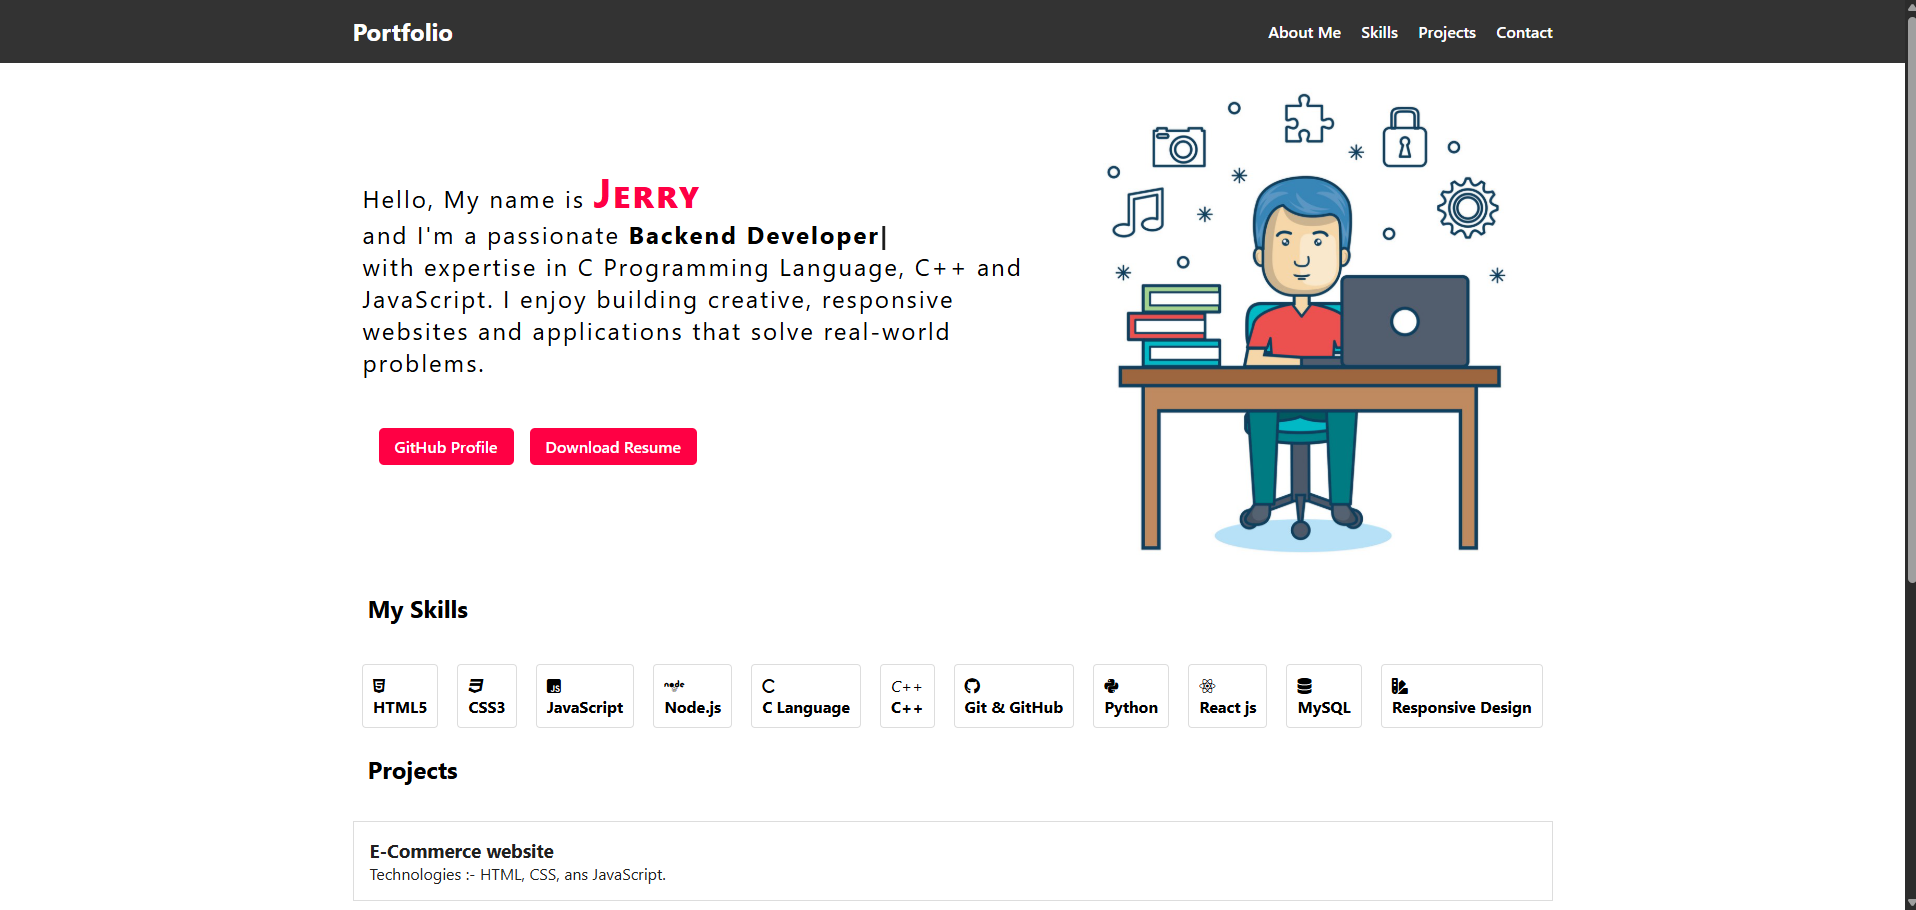 Portfolio
About Me Skills Projects Contact
Hello, My name is Jerry
and I'm a passionate Backend Developer|
with expertise in C Programming Language, C++ and
JavaScript. I enjoy building creative, responsive
websites and applications that solve real-world
problems.
GitHub Profile Download Resume
My Skills
JS node C C++
HTML5 CSS3 JavaScript Node.js C Language C++ Git & GitHub Python React js MySQL Responsive Design
Projects
E-Commerce website
Technologies :- HTML, CSS, ans JavaScript.